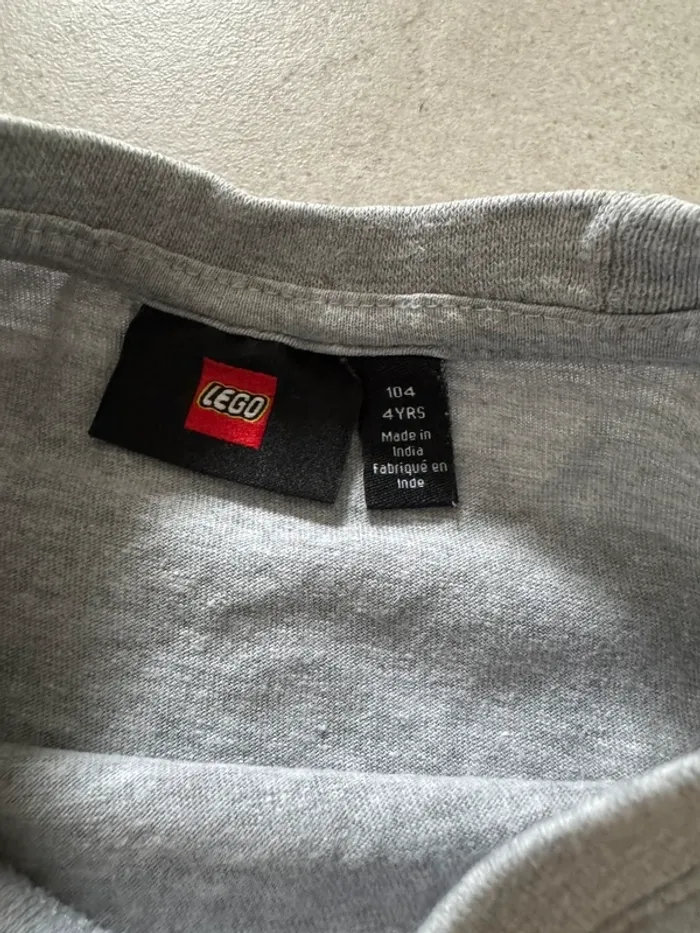 LEGO
104
4YRS
Made in
India
Fabriqué en
Inde